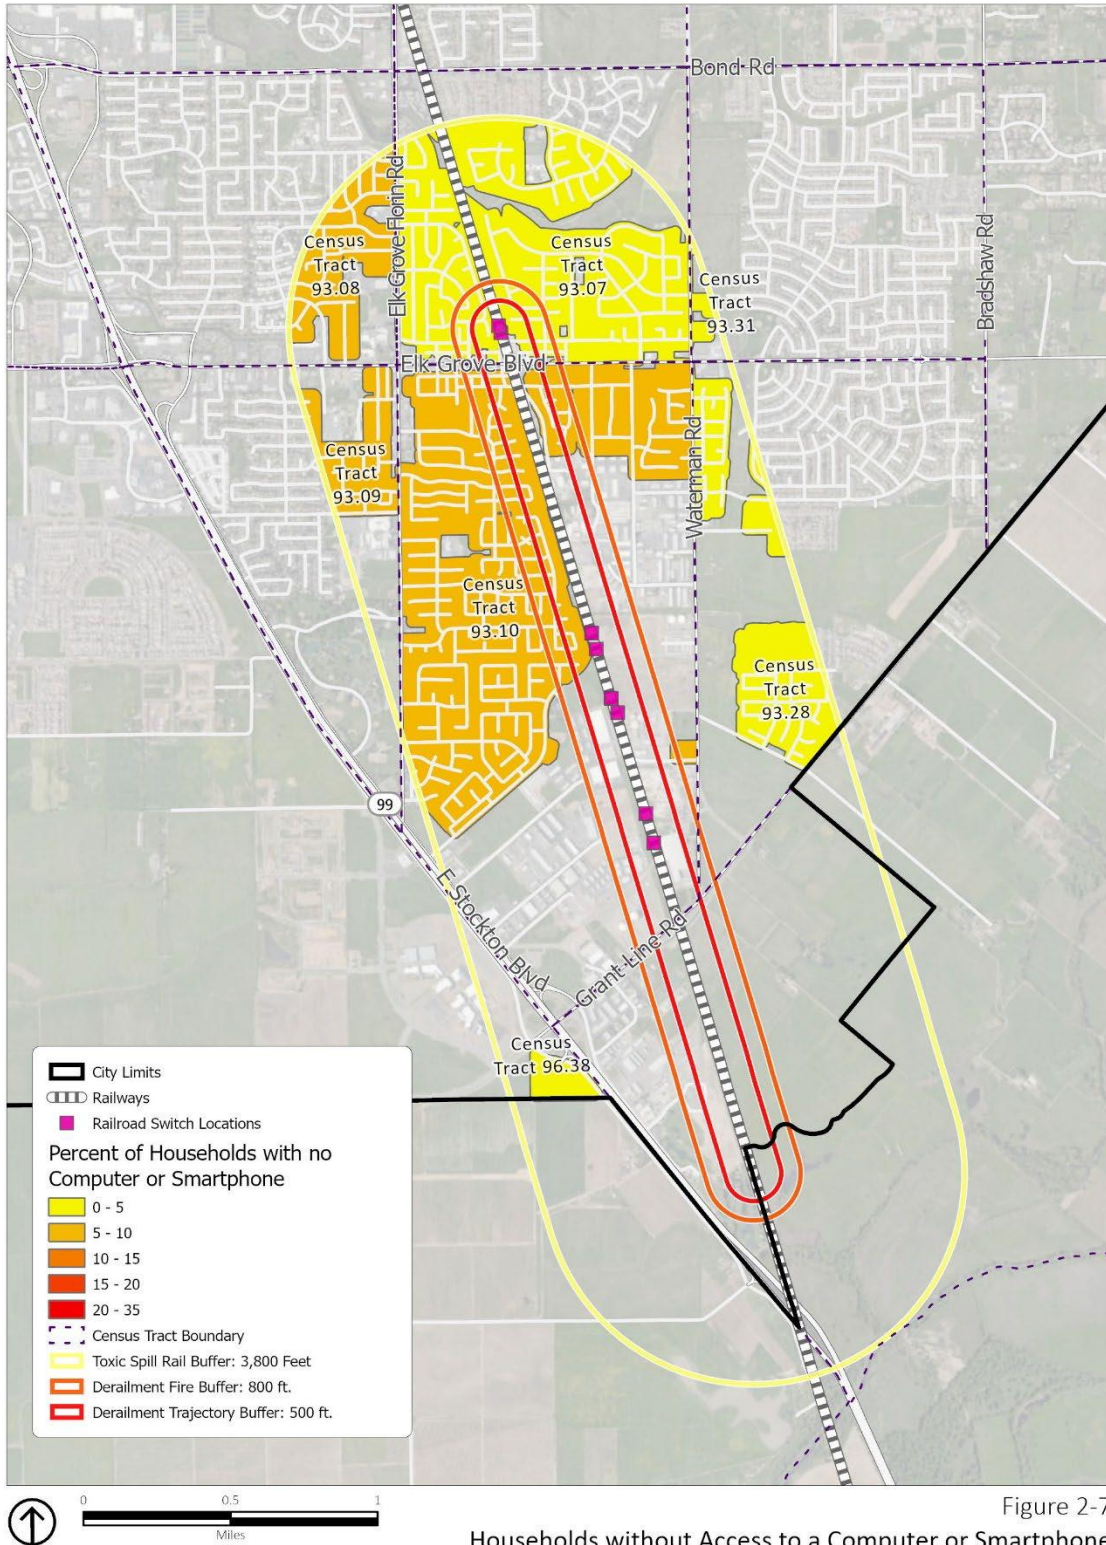 Bond Rd
Elk Grove Florin Rd
Bradshaw Rd
Census
Tract
93.08
Census
Tract
93.07
Census
Tract
93.31
Elk Grove Blvd
Waterman Rd
Census
Tract
93.09
Census
Tract
93.10
Census
Tract
93.28
99
E Stockton Blvd
Grant Line Rd
Census
Tract 96.38
City Limits
Railways
Railroad Switch Locations
Percent of Households with no
Computer or Smartphone
0 - 5
5 - 10
10 - 15
15 - 20
20 - 35
Census Tract Boundary
Toxic Spill Rail Buffer: 3,800 Feet
Derailment Fire Buffer: 800 ft.
Derailment Trajectory Buffer: 500 ft.
0 0.5 1
Miles
Figure 2-7
Households without Access to a Computer or Smartphone